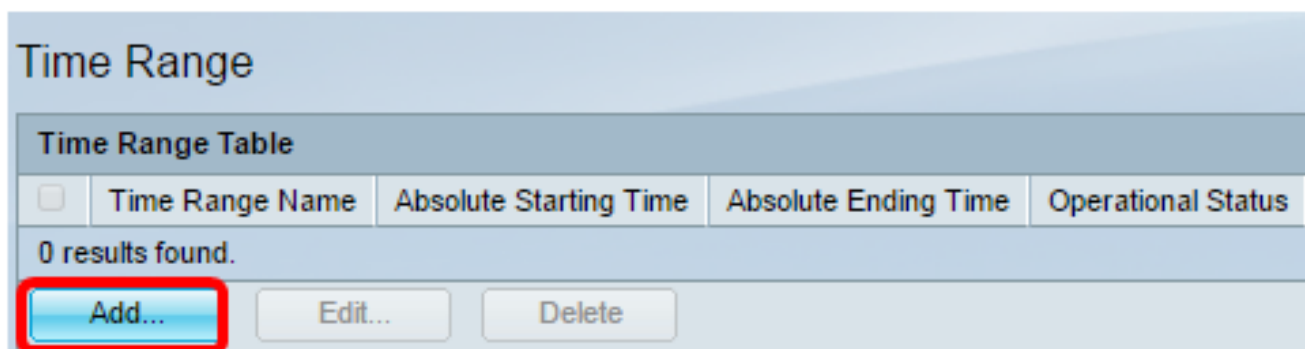 Time Range
Time Range Table
Time Range Name Absolute Starting Time Absolute Ending Time Operational Status
0 results found.
Add... Edit... Delete